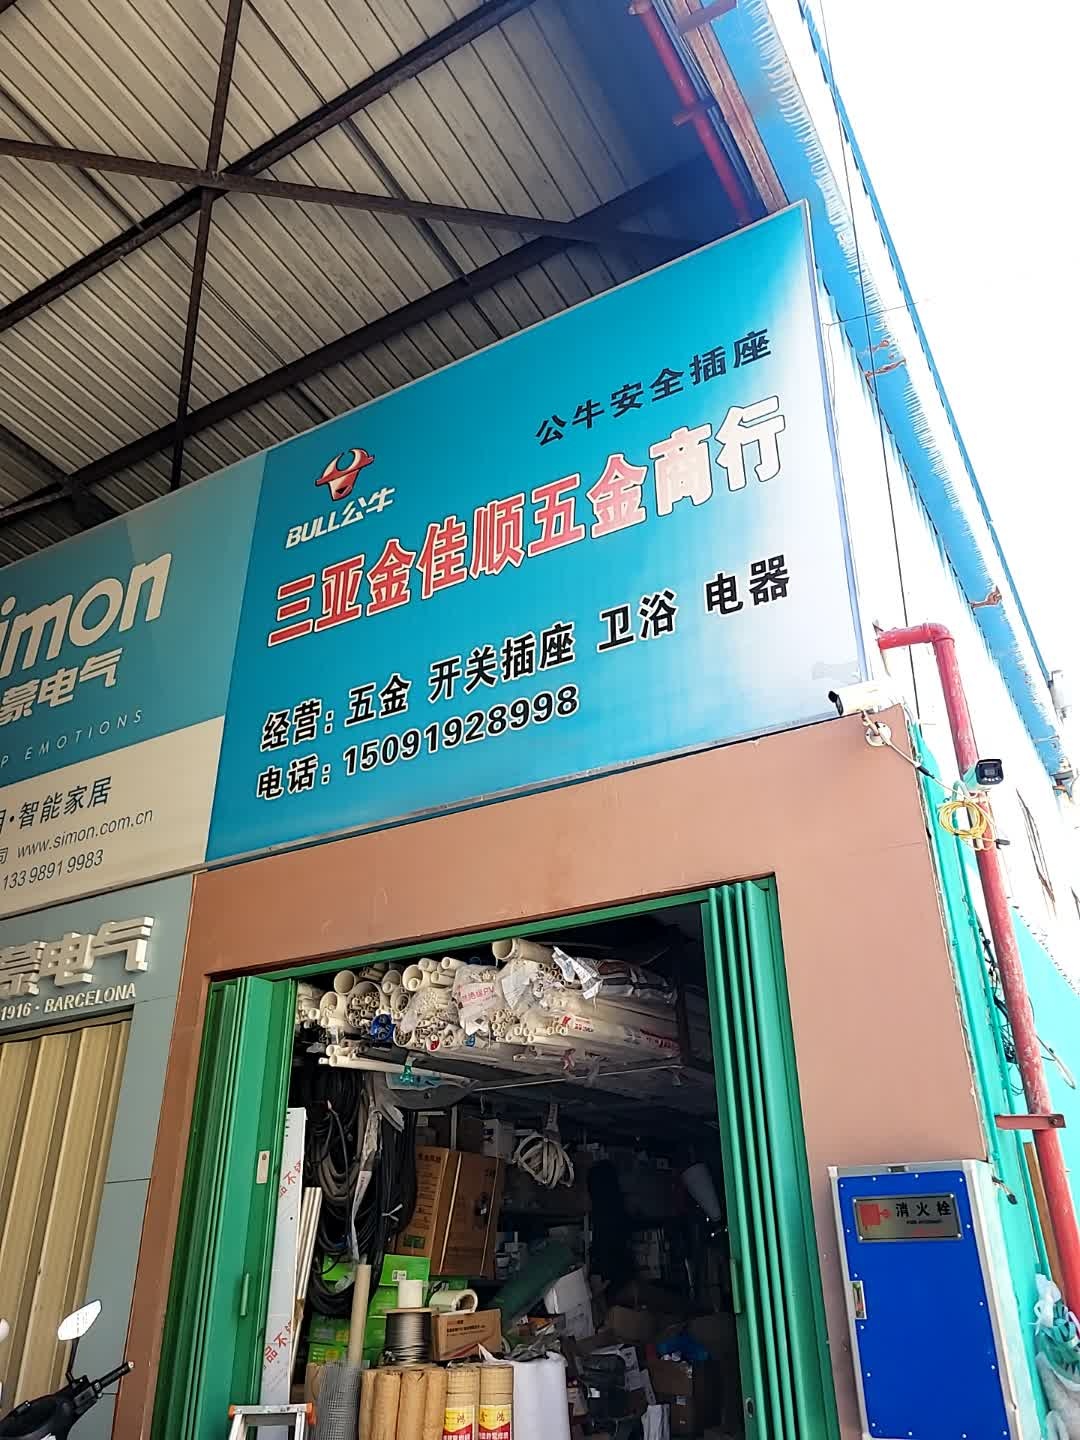 公牛安全插座
BULL公牛
三亚金佳顺五金商行
经营：五金 开关插座 卫浴 电器
电话：15091928998
simon
蒙电气
P EMOTIONS
·智能家居
www.simon.com.cn
133 9891 9983
蒙电气
1916·BARCELONA
消火栓